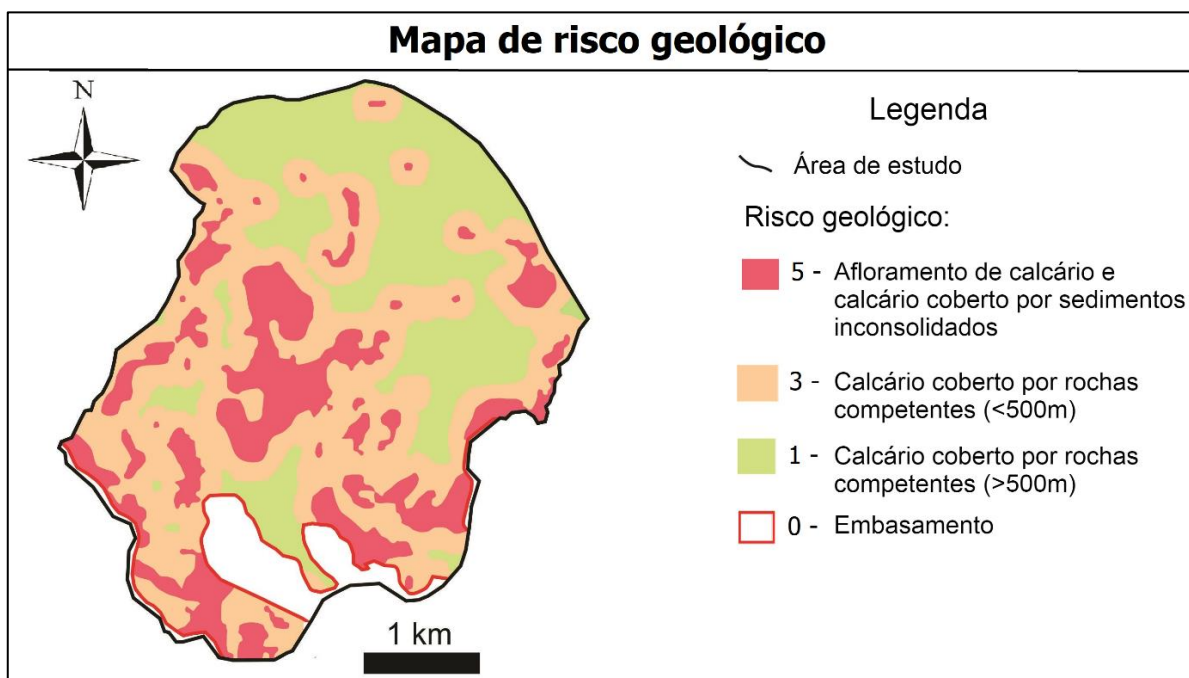 Mapa de risco geológico
N
Legenda
Área de estudo
Risco geológico:
5 - Afloramento de calcário e
calcário coberto por sedimentos
inconsolidados
3 - Calcário coberto por rochas
competentes (<500m)
1 - Calcário coberto por rochas
competentes (>500m)
0 - Embasamento
1 km